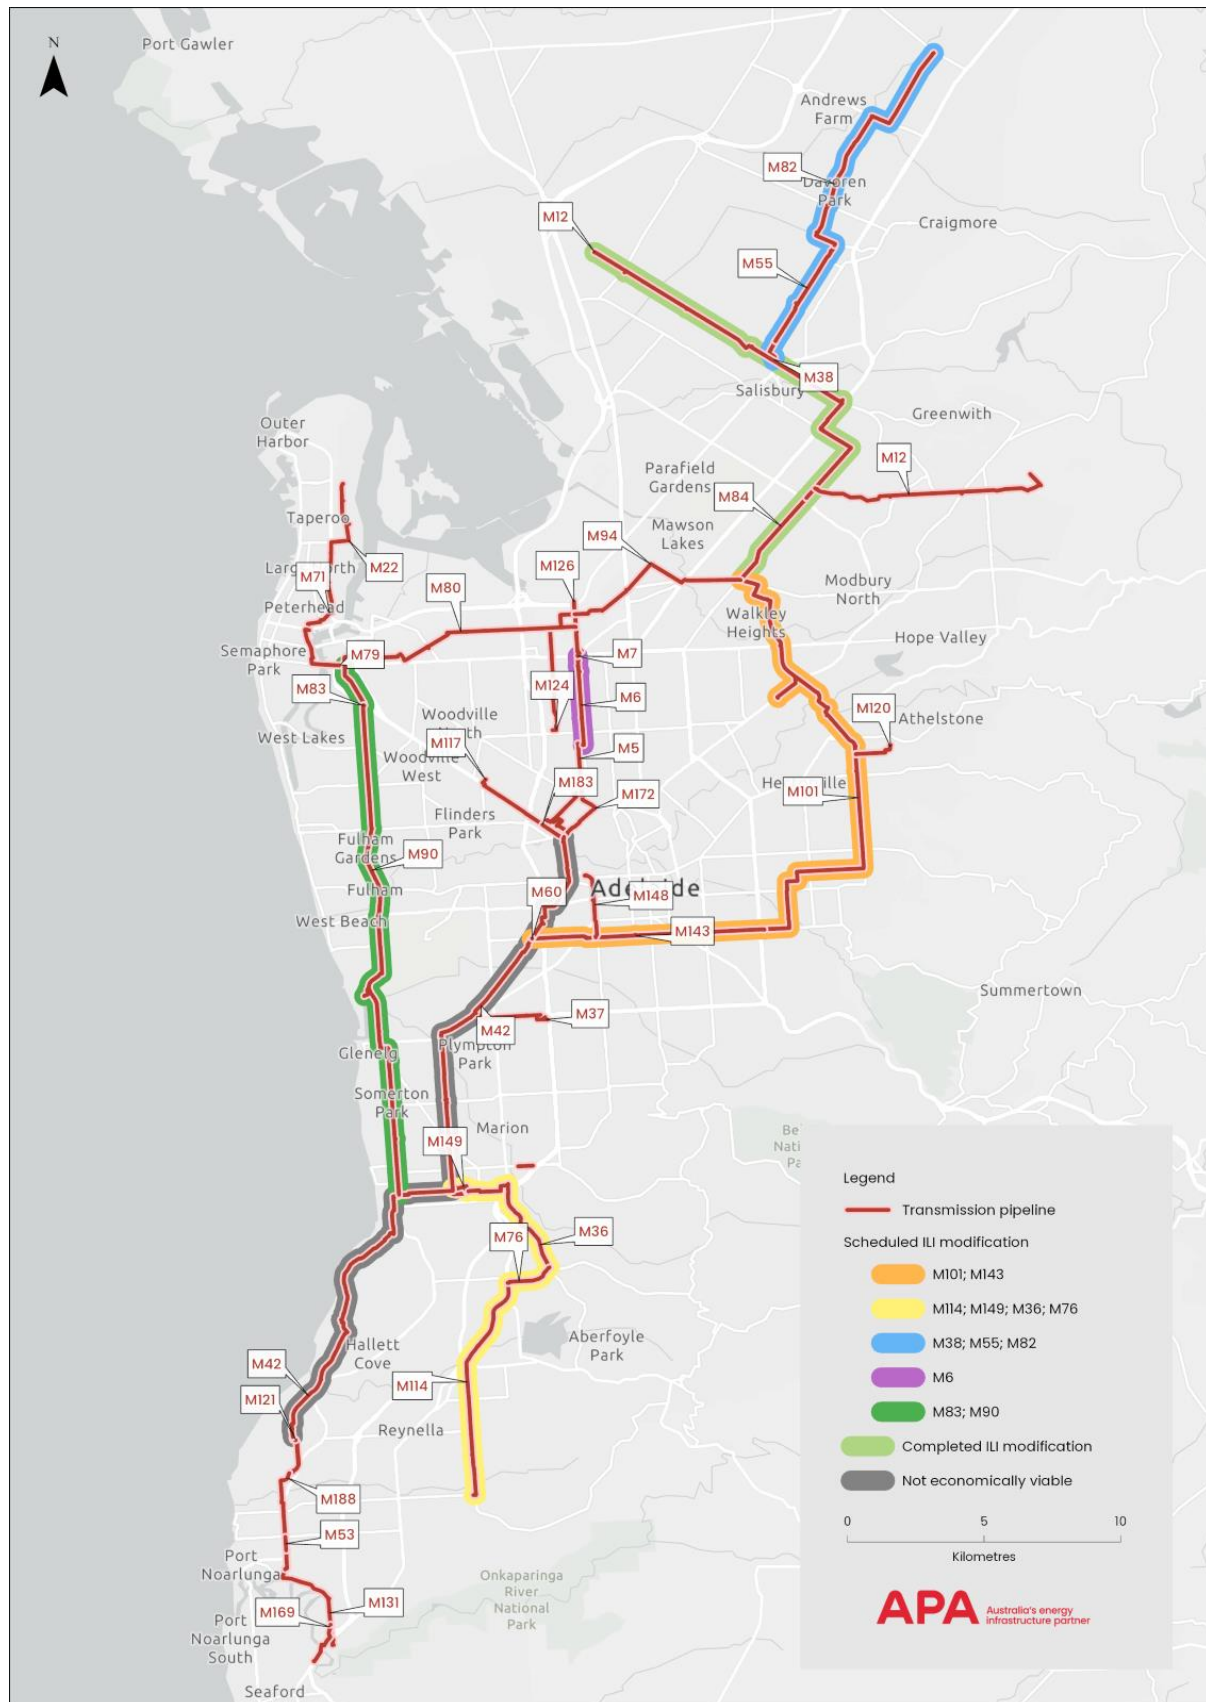 Port Gawler
N
Andrews
Farm
M82
Davoren
Park
M12
Craigmore
M55
M38
Salisbury
Greenwith
Outer
Harbor
M12
Parafield
Gardens
M84
Taperoo
Mawson
Lakes
M94
M22
M126
M71
Modbury
North
M80
Peterhead
Walkley
Heights
Hope Valley
Semaphore
Park
M79
M7
M83
M124
M6
M120
Athelstone
Woodville
North
West Lakes
M117
M5
Woodville
West
M183
M172
M101
Flinders
Park
Fulham
Gardens
M90
Fulham
M60
Adelaide
M148
West Beach
M143
Summertown
M37
M42
Plympton
Park
Glenelg
Somerton
Park
Marion
M149
M36
M76
Aberfoyle
Park
Hallett
Cove
M42
M114
M121
Reynella
M188
M53
Port
Noarlunga
Onkaparinga
River
National
Park
M131
M169
Port
Noarlunga
South
Seaford
Legend
Transmission pipeline
Scheduled ILI modification
M101; M143
M114; M149; M36; M76
M38; M55; M82
M6
M83; M90
Completed ILI modification
Not economically viable
0 5 10
Kilometres
APA Australia's energy
infrastructure partner